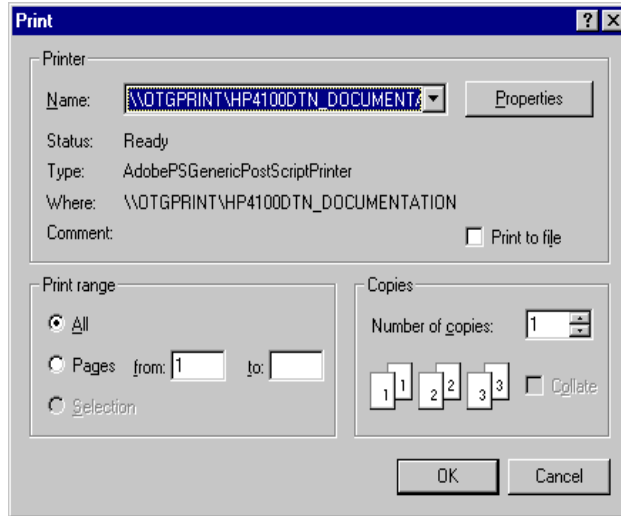 Print
Printer
Name: \\OTGPRINT\HP4100DTN_DOCUMENTA Properties
Status: Ready
Type: AdobePSGenericPostScriptPrinter
Where: \\OTGPRINT\HP4100DTN_DOCUMENTATION
Comment: Print to file
Print range
All
Pages from: 1 to:
Selection
Copies
Number of copies: 1
1 1 2 2 3 3 Collate
OK Cancel